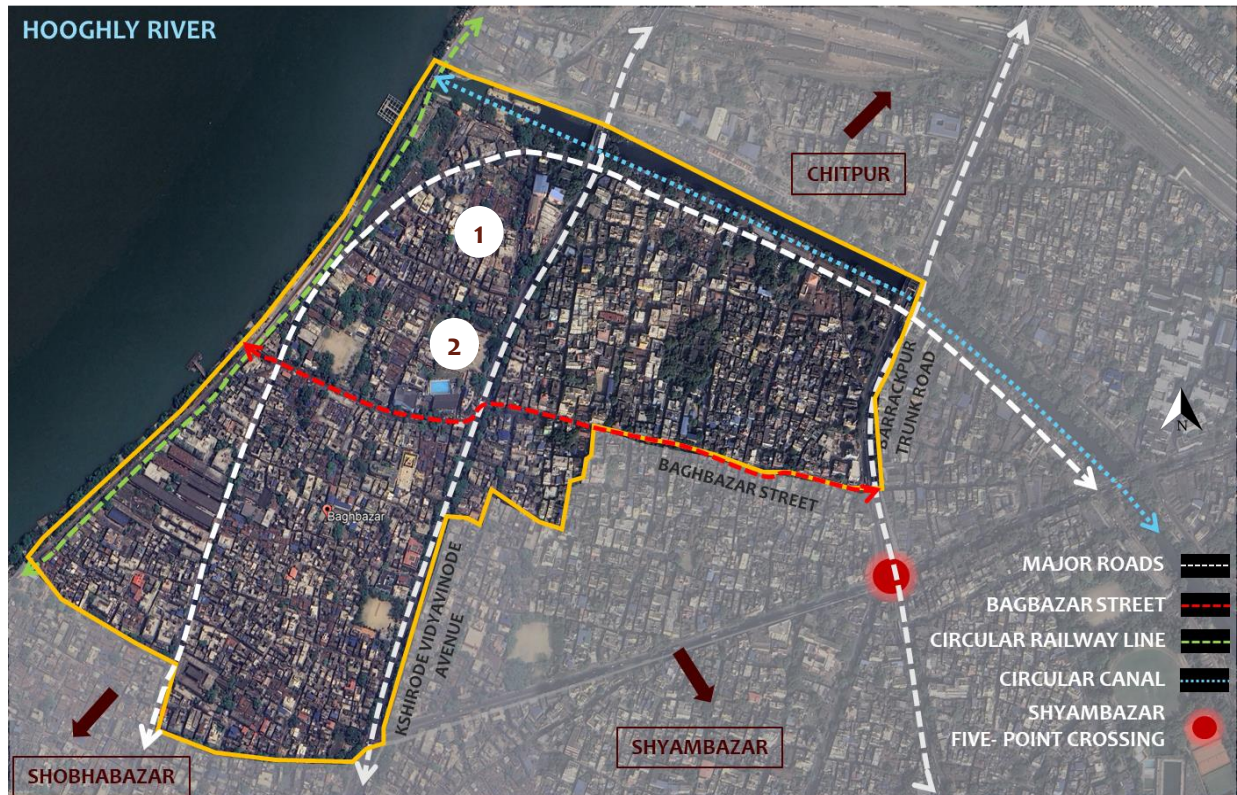 HOOGHLY RIVER
CHITPUR
1
2
BARRACKPUR
TRUNK ROAD
N
BAGHBAZAR STREET
Baghbazar
KSHIRODE VIDYAVINODE
AVENUE
MAJOR ROADS
BAGBAZAR STREET
CIRCULAR RAILWAY LINE
CIRCULAR CANAL
SHYAMBAZAR
FIVE- POINT CROSSING
SHYAMBAZAR
SHOBHABAZAR